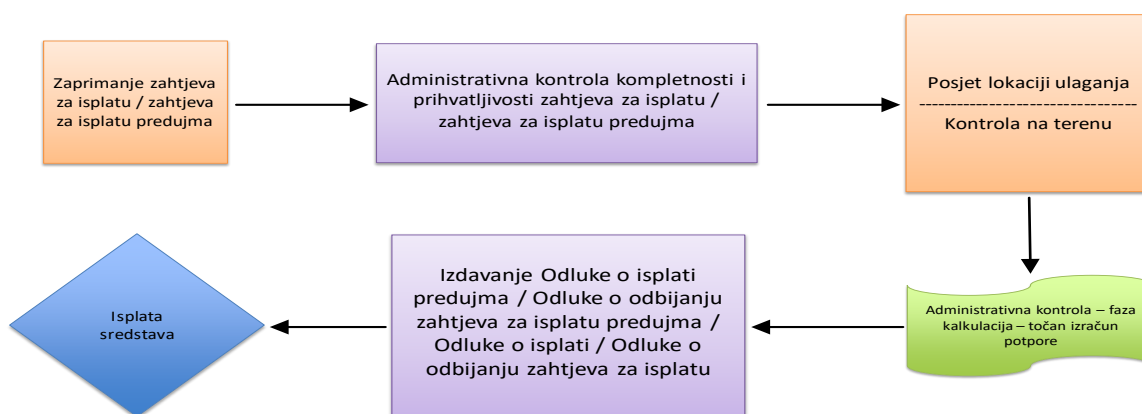 Zaprimanje zahtjeva
za isplatu / zahtjeva
za isplatu predujma
Administrativna kontrola kompletnosti i
prihvatljivosti zahtjeva za isplatu /
zahtjeva za isplatu predujma
Posjet lokaciji ulaganja
------------------------------------
Kontrola na terenu
Administrativna kontrola – faza
kalkulacija – točan izračun
potpore
Izdavanje Odluke o isplati
predujma / Odluke o odbijanju
zahtjeva za isplatu predujma /
Odluke o isplati / Odluke o
odbijanju zahtjeva za isplatu
Isplata
sredstava